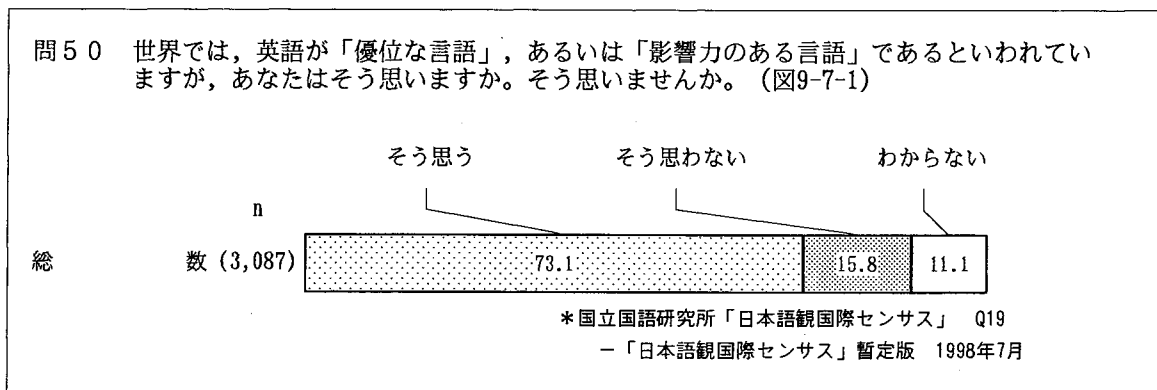 問50 世界では，英語が「優位な言語」，あるいは「影響力のある言語」であるといわれてい
ますが，あなたはそう思いますか。そう思いませんか。（図9-7-1）
そう思う そう思わない わからない
n
総 数 (3,087) 73.1 15.8 11.1
＊国立国語研究所「日本語観国際センサス」 Q19
－「日本語観国際センサス」暫定版 1998年7月